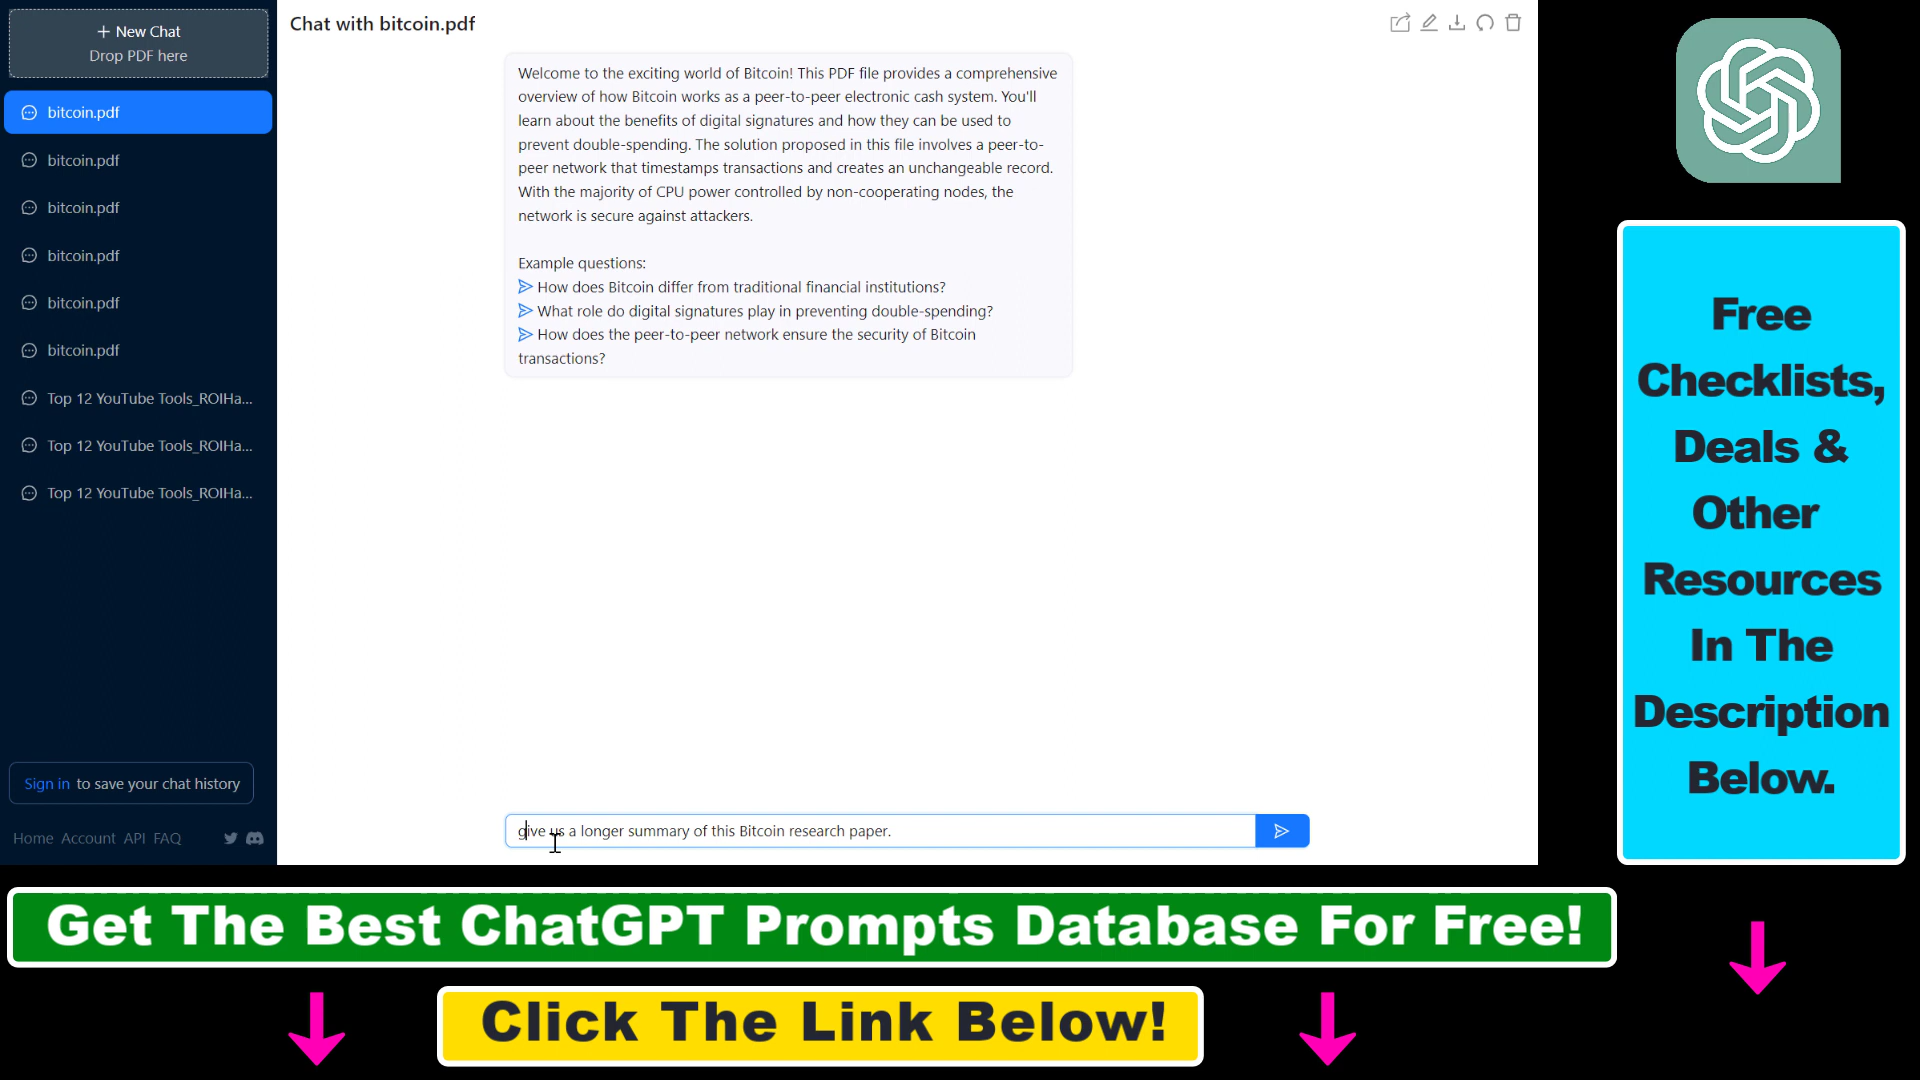 New Chat
Drop PDF here
bitcoin.pdf
bitcoin.pdf
bitcoin.pdf
bitcoin.pdf
bitcoin.pdf
bitcoin.pdf
Top 12 YouTube Tools_ROIHa...
Top 12 YouTube Tools_ROIHa...
Top 12 YouTube Tools_ROIHa...
Sign in to save your chat history
Home Account API FAQ
Chat with bitcoin.pdf
Welcome to the exciting world of Bitcoin! This PDF file provides a comprehensive
overview of how Bitcoin works as a peer-to-peer electronic cash system. You'll
learn about the benefits of digital signatures and how they can be used to
prevent double-spending. The solution proposed in this file involves a peer-to-
peer network that timestamps transactions and creates an unchangeable record.
With the majority of CPU power controlled by non-cooperating nodes, the
network is secure against attackers.
Example questions:
How does Bitcoin differ from traditional financial institutions?
What role do digital signatures play in preventing double-spending?
How does the peer-to-peer network ensure the security of Bitcoin
transactions?
give us a longer summary of this Bitcoin research paper.
Free
Checklists,
Deals &
Other
Resources
In The
Description
Below.
Get The Best ChatGPT Prompts Database For Free!
Click The Link Below!